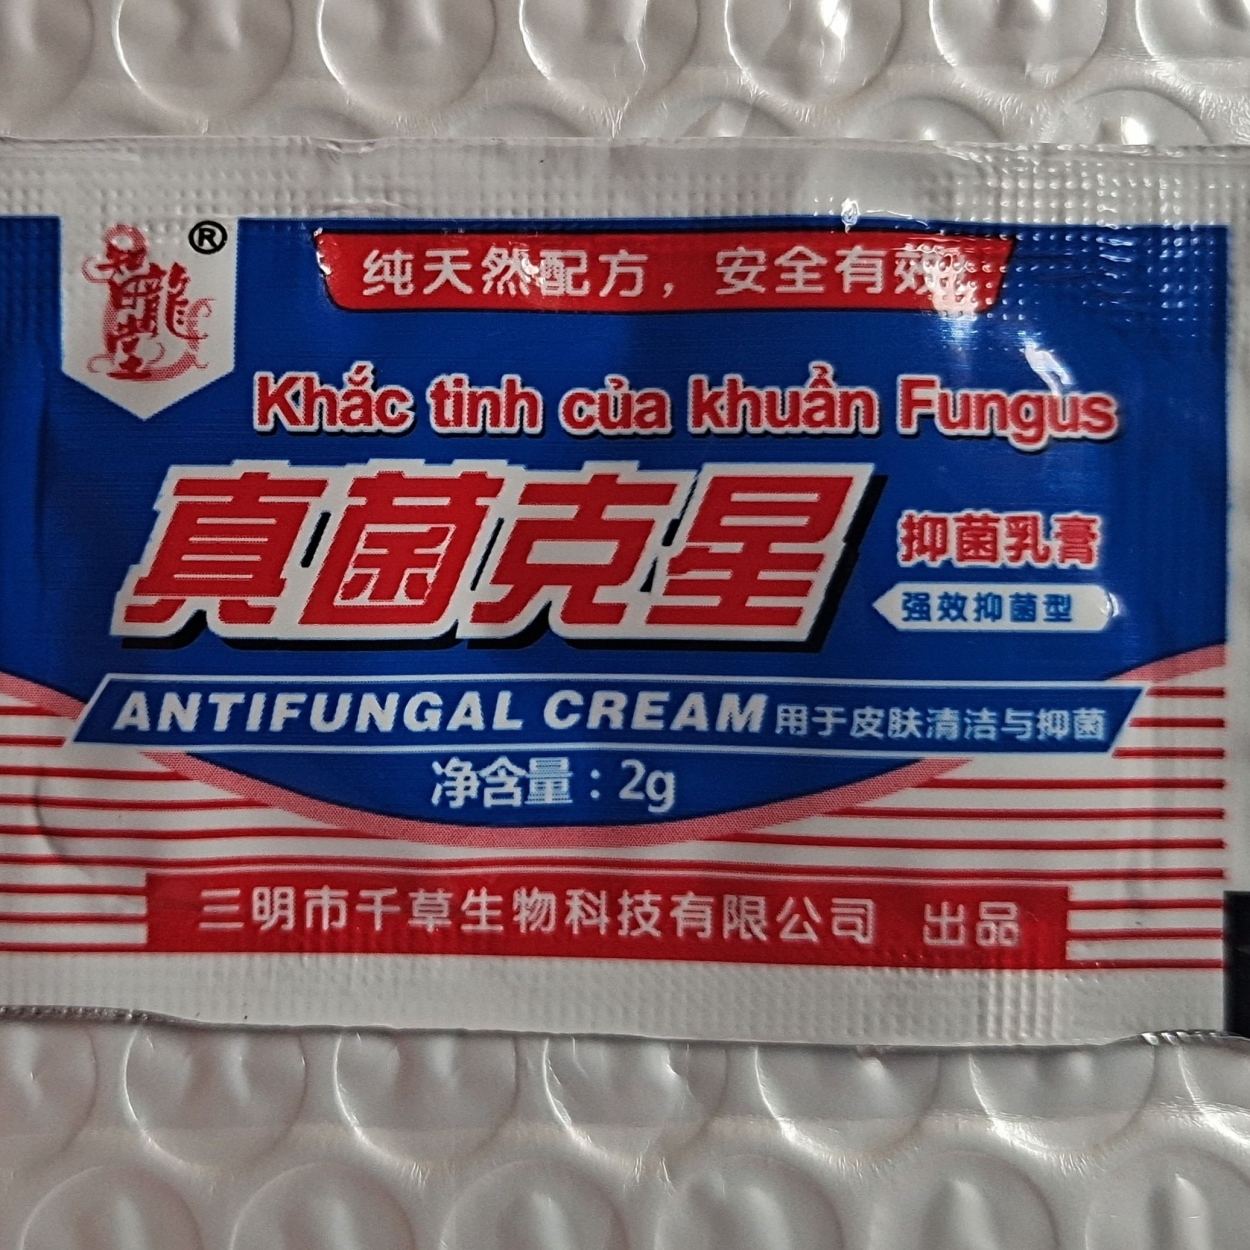 ®
纯天然配方，安全有效
Khắc tinh của khuẩn Fungus
真菌克星
抑菌乳膏
强效抑菌型
ANTIFUNGAL CREAM 用于皮肤清洁与抑菌
净含量：2g
三明市千草生物科技有限公司 出品